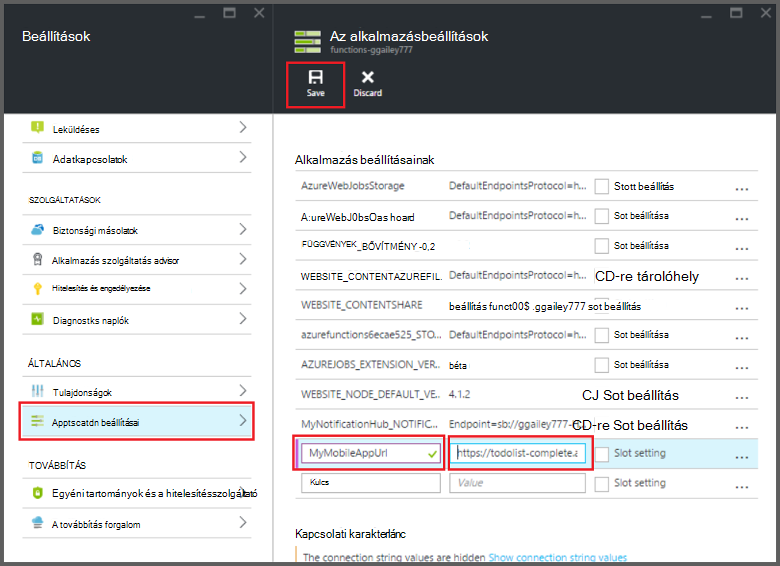 Beállítások
Leküldéses
Adatkapcsolatok
SZOLGÁLTATÁSOK
Biztonsági másolatok
Alkalmazás szolgáltatás advisor
Hitelesítés és engedélyezése
Diagnostks naplók
ÁLTALÁNOS
Tulajdonságok
Apptscatdn beállításai
TOVÁBBÍTÁS
Egyéni tartományok és a hitelesítésszolgáltató
A továbbítás forgalom
Az alkalmazásbeállítások
functions-ggailey777
Save Discard
Alkalmazás beállításainak
AzureWebJobsStorage DefaultEndpointsProtocol=h... Stott beállítás ...
A:ureWebJ0bsOas hoard DefaultEndpointsProtocol=h... Sot beállítása ...
FÜGGVÉNYEK_BŐVÍTMÉNY -0,2 Sot beállítása ...
WEBSITE_CONTENTAZUREFIL. DefaultEndpointsProtocol=h... CD-re tárolóhely ...
WEBSITE_CONTENTSHARE beállítás funct00$ .ggailey777 sot beállítás ...
azurefunctions6ecae525_STO... DefaultEndpointsProtocol=h... Sot beállítása ...
AZUREJOBS_EXTENSION_VER... béta Sot beállítása ...
WEBSITE_NODE_DEFAULT_VE... 4.1.2 CJ Sot beállítás ...
MyNotificationHub_NOTIFIC... Endpoint=sb://ggailey777- CD-re Sot beállítás ...
MyMobileAppUrl https://todolist-complete.a Slot setting ...
Kulcs Value Slot setting ...
Kapcsolati karakterlánc
The connection string values are hidden Show connection string values